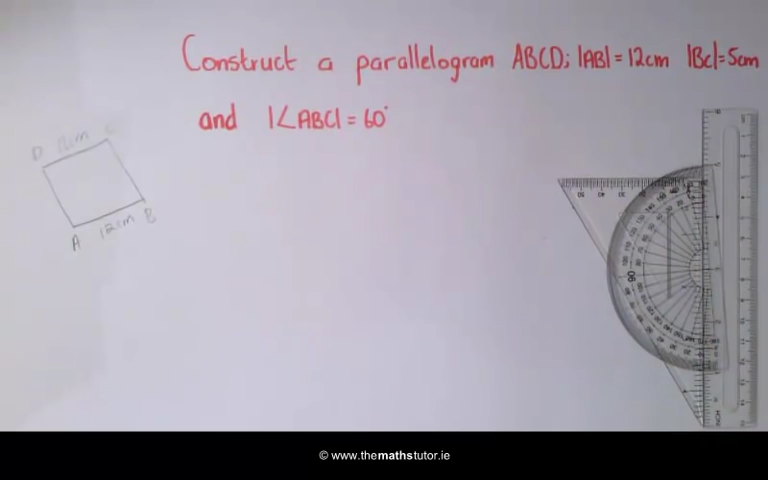 Construct a parallelogram ABCD; |AB| = 12cm |BC| = 5cm
and |∠ABC| = 60°
D 12cm C
A 12cm B
© www.themathstutor.ie